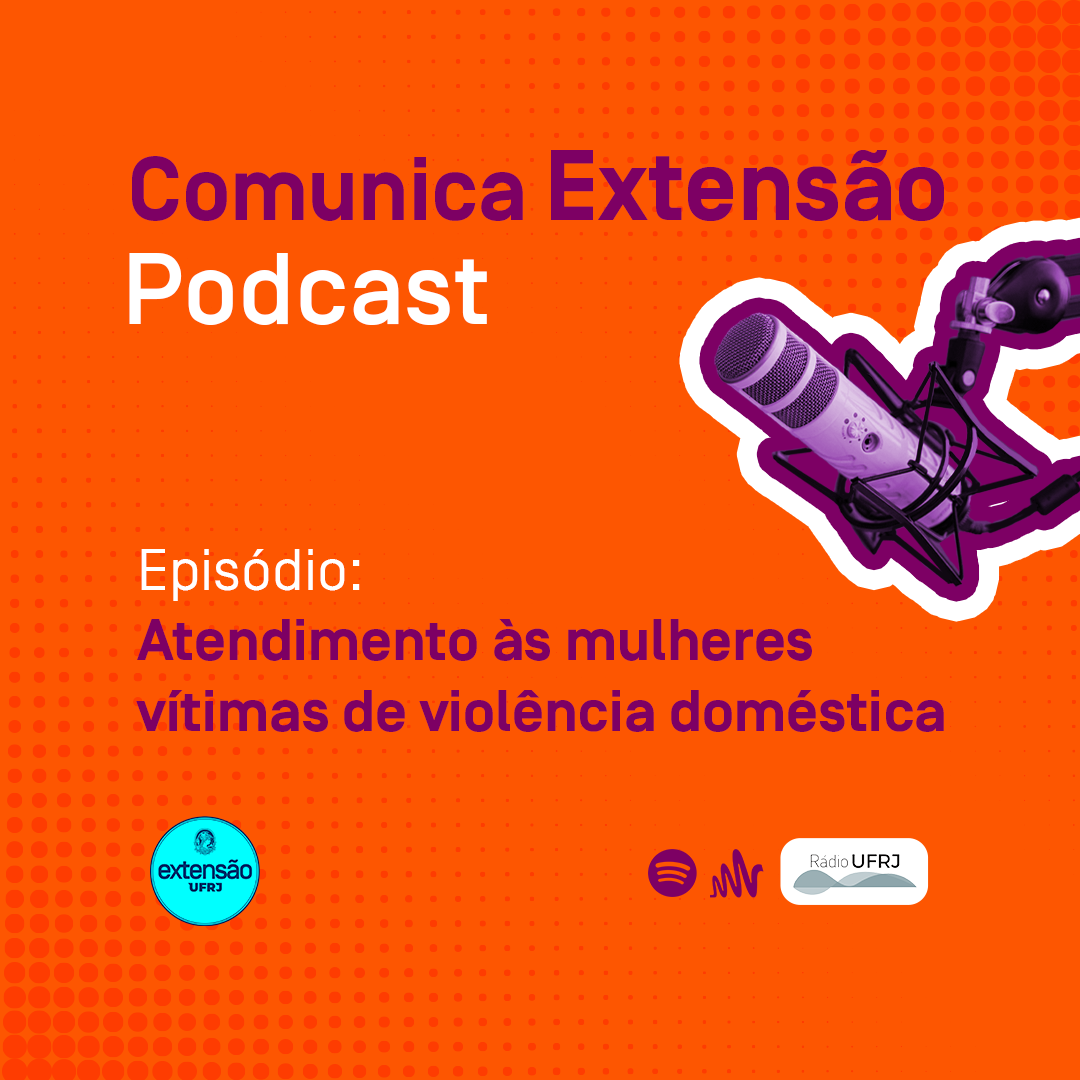 Comunica Extensão
Podcast
Episódio:
Atendimento às mulheres
vítimas de violência doméstica
extensão
UFRJ
Rádio UFRJ